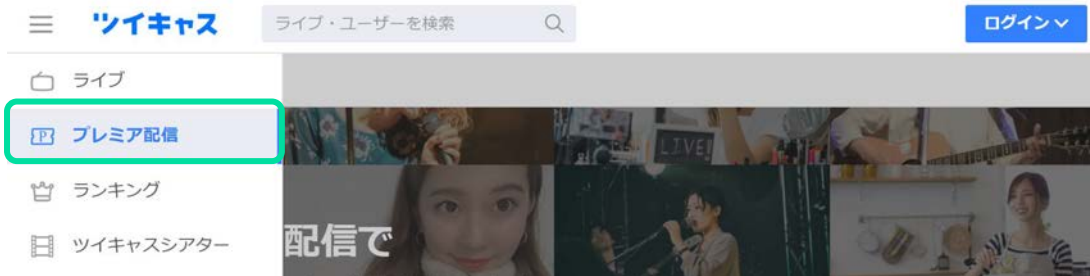 ツイキャス
ライブ・ユーザーを検索
ログイン
ライブ
プレミア配信
ランキング
ツイキャスシアター
LIVE!
配信で